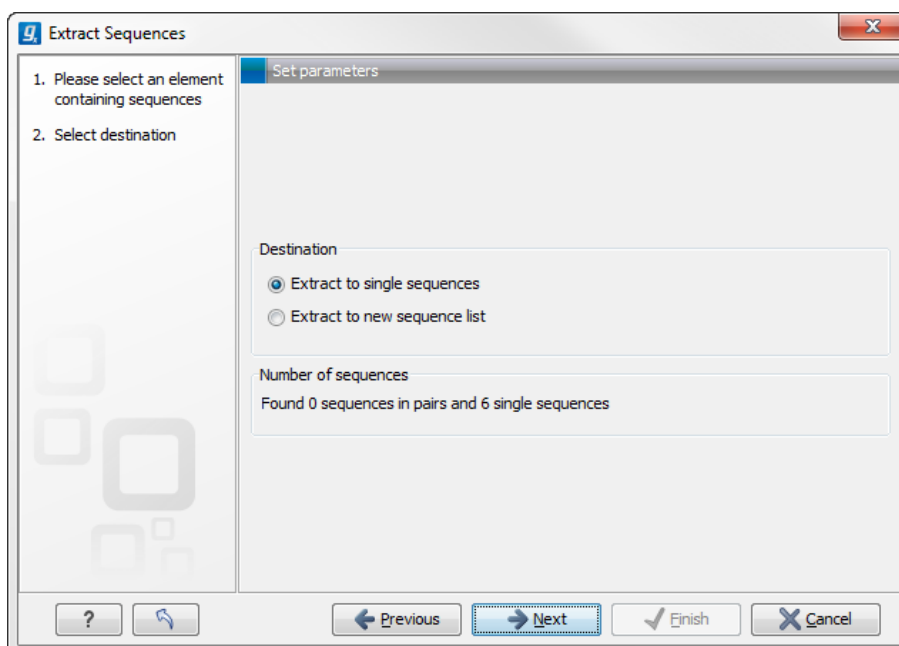 Extract Sequences
1. Please select an element
containing sequences
2. Select destination
Set parameters
Destination
Extract to single sequences
Extract to new sequence list
Number of sequences
Found 0 sequences in pairs and 6 single sequences
? Previous Next Finish Cancel